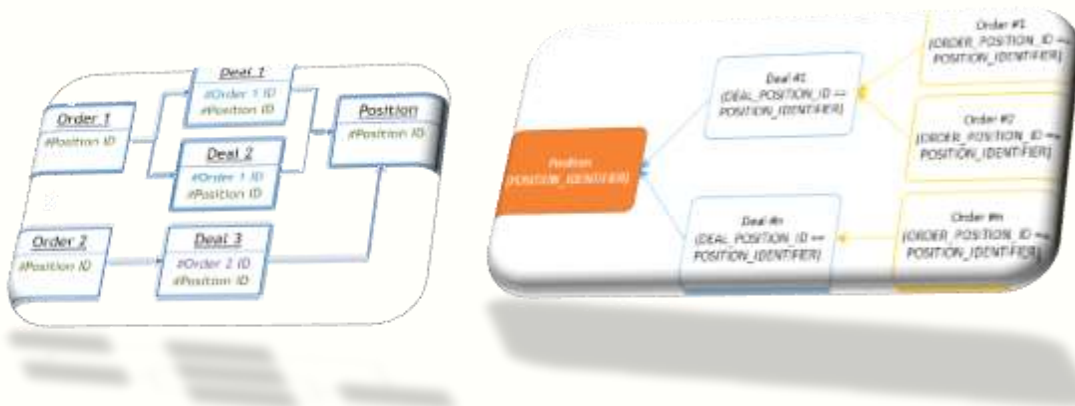 Deal 1
#Order 1 ID
#Position ID
Order 1
#Position ID
Position
#Position ID
Deal 2
#Order 1 ID
#Position ID
Order 2
#Position ID
Deal 3
#Order 2 ID
#Position ID
Order #1
[ORDER_POSITION_ID ==
POSITION_IDENTIFIER]
Deal #1
[DEAL_POSITION_ID ==
POSITION_IDENTIFIER]
Order #2
[ORDER_POSITION_ID ==
POSITION_IDENTIFIER]
Position
[POSITION_IDENTIFIER]
Deal #n
[DEAL_POSITION_ID ==
POSITION_IDENTIFIER]
Order #n
[ORDER_POSITION_ID ==
POSITION_IDENTIFIER]